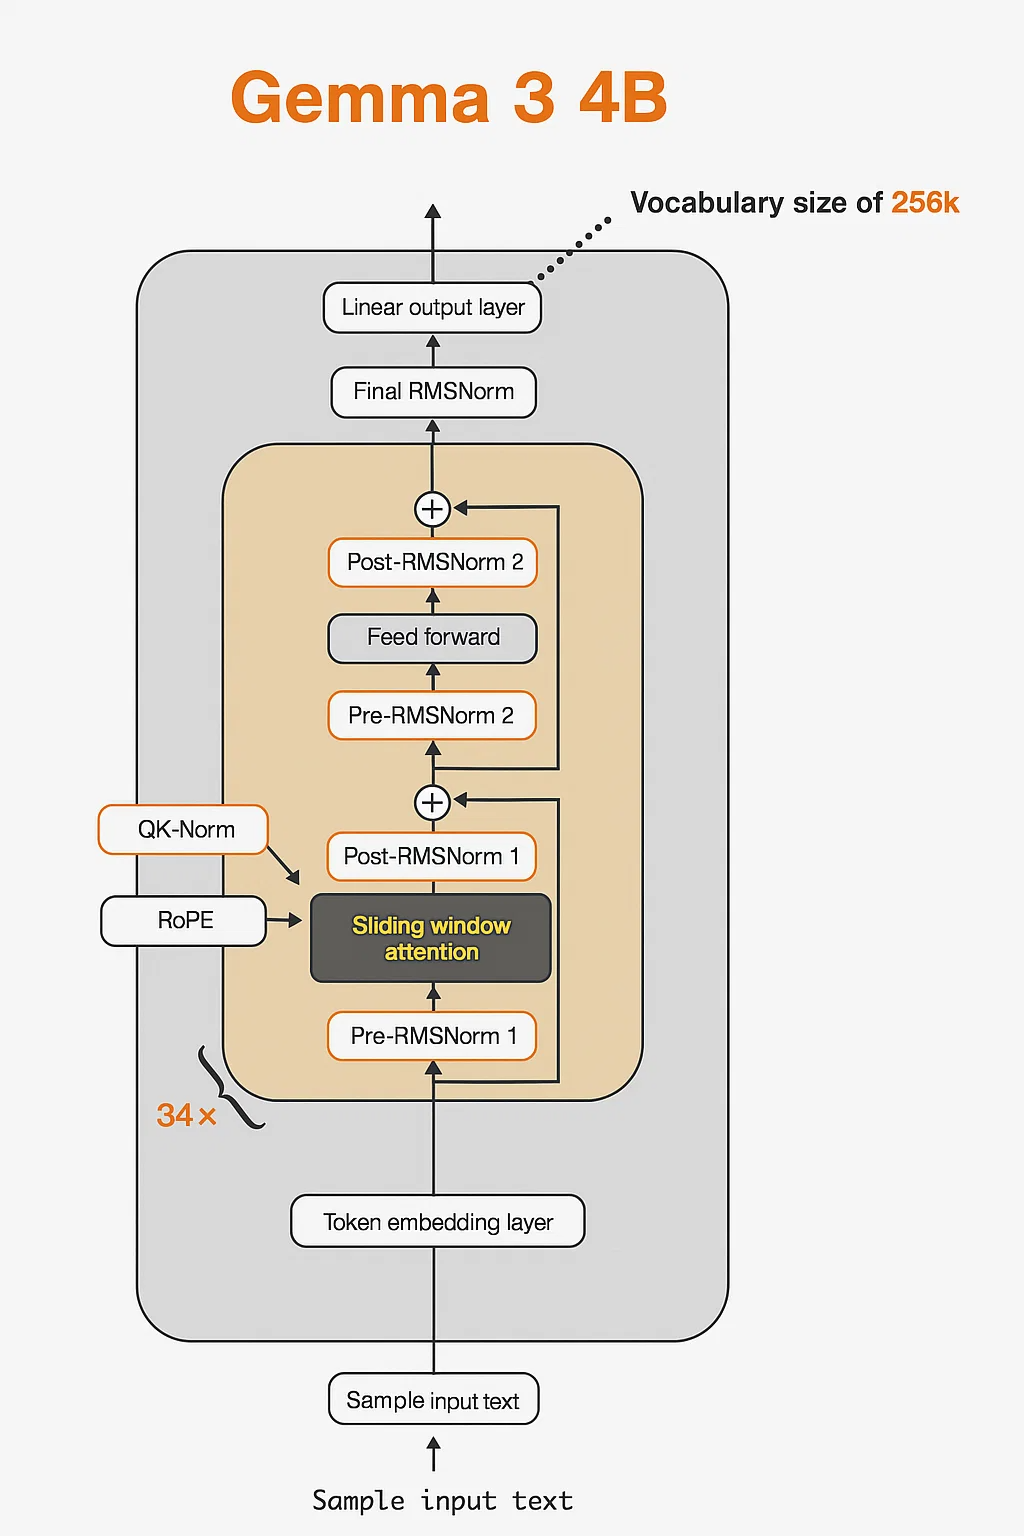 Gemma 3 4B
Vocabulary size of 256k
Linear output layer
Final RMSNorm
Post-RMSNorm 2
Feed forward
Pre-RMSNorm 2
QK-Norm
Post-RMSNorm 1
RoPE
Sliding window
attention
Pre-RMSNorm 1
34×
Token embedding layer
Sample input text
Sample input text